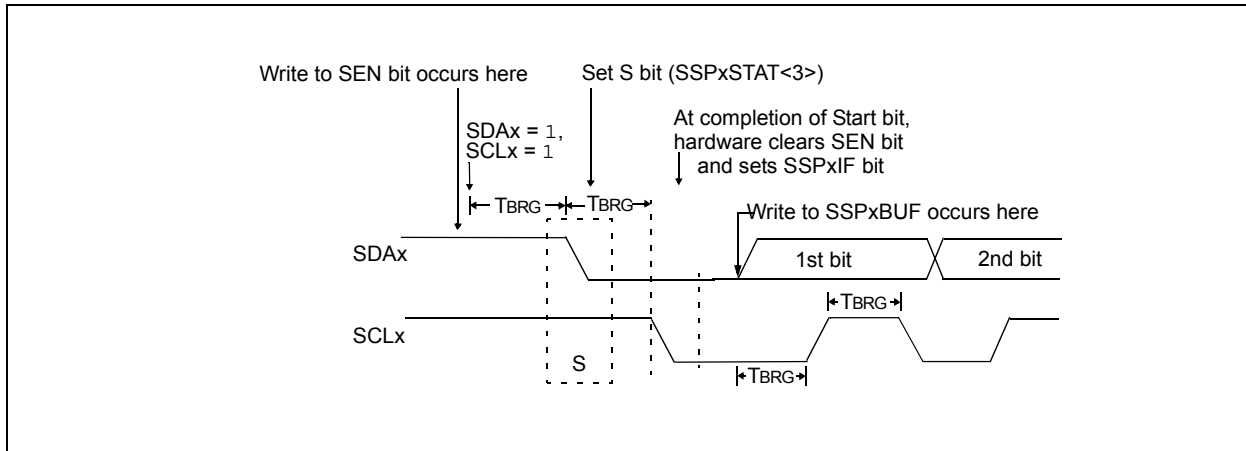 Write to SEN bit occurs here
Set S bit (SSPxSTAT<3>)
SDAx = 1,
SCLx = 1
At completion of Start bit,
hardware clears SEN bit
and sets SSPxIF bit
TBRG
TBRG
Write to SSPxBUF occurs here
SDAx
1st bit
2nd bit
TBRG
SCLx
S
TBRG